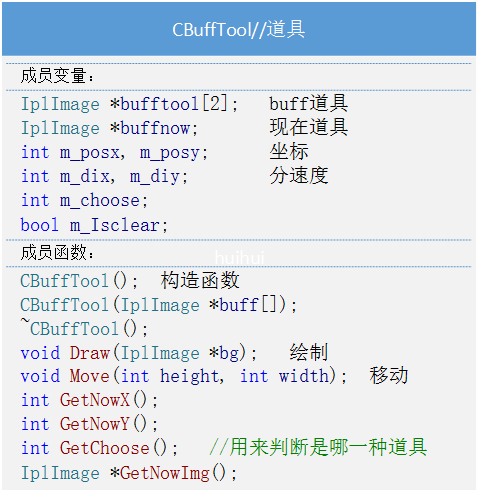 CBuffTool//道具
成员变量：
IplImage *bufftool[2]; buff道具
IplImage *buffnow; 现在道具
int m_posx, m_posy; 坐标
int m_dix, m_diy; 分速度
int m_choose;
bool m_Isclear;
成员函数：
huihui
CBuffTool(); 构造函数
CBuffTool(IplImage *buff[]);
~CBuffTool();
void Draw(IplImage *bg); 绘制
void Move(int height, int width); 移动
int GetNowX();
int GetNowY();
int GetChoose(); //用来判断是哪一种道具
IplImage *GetNowImg();